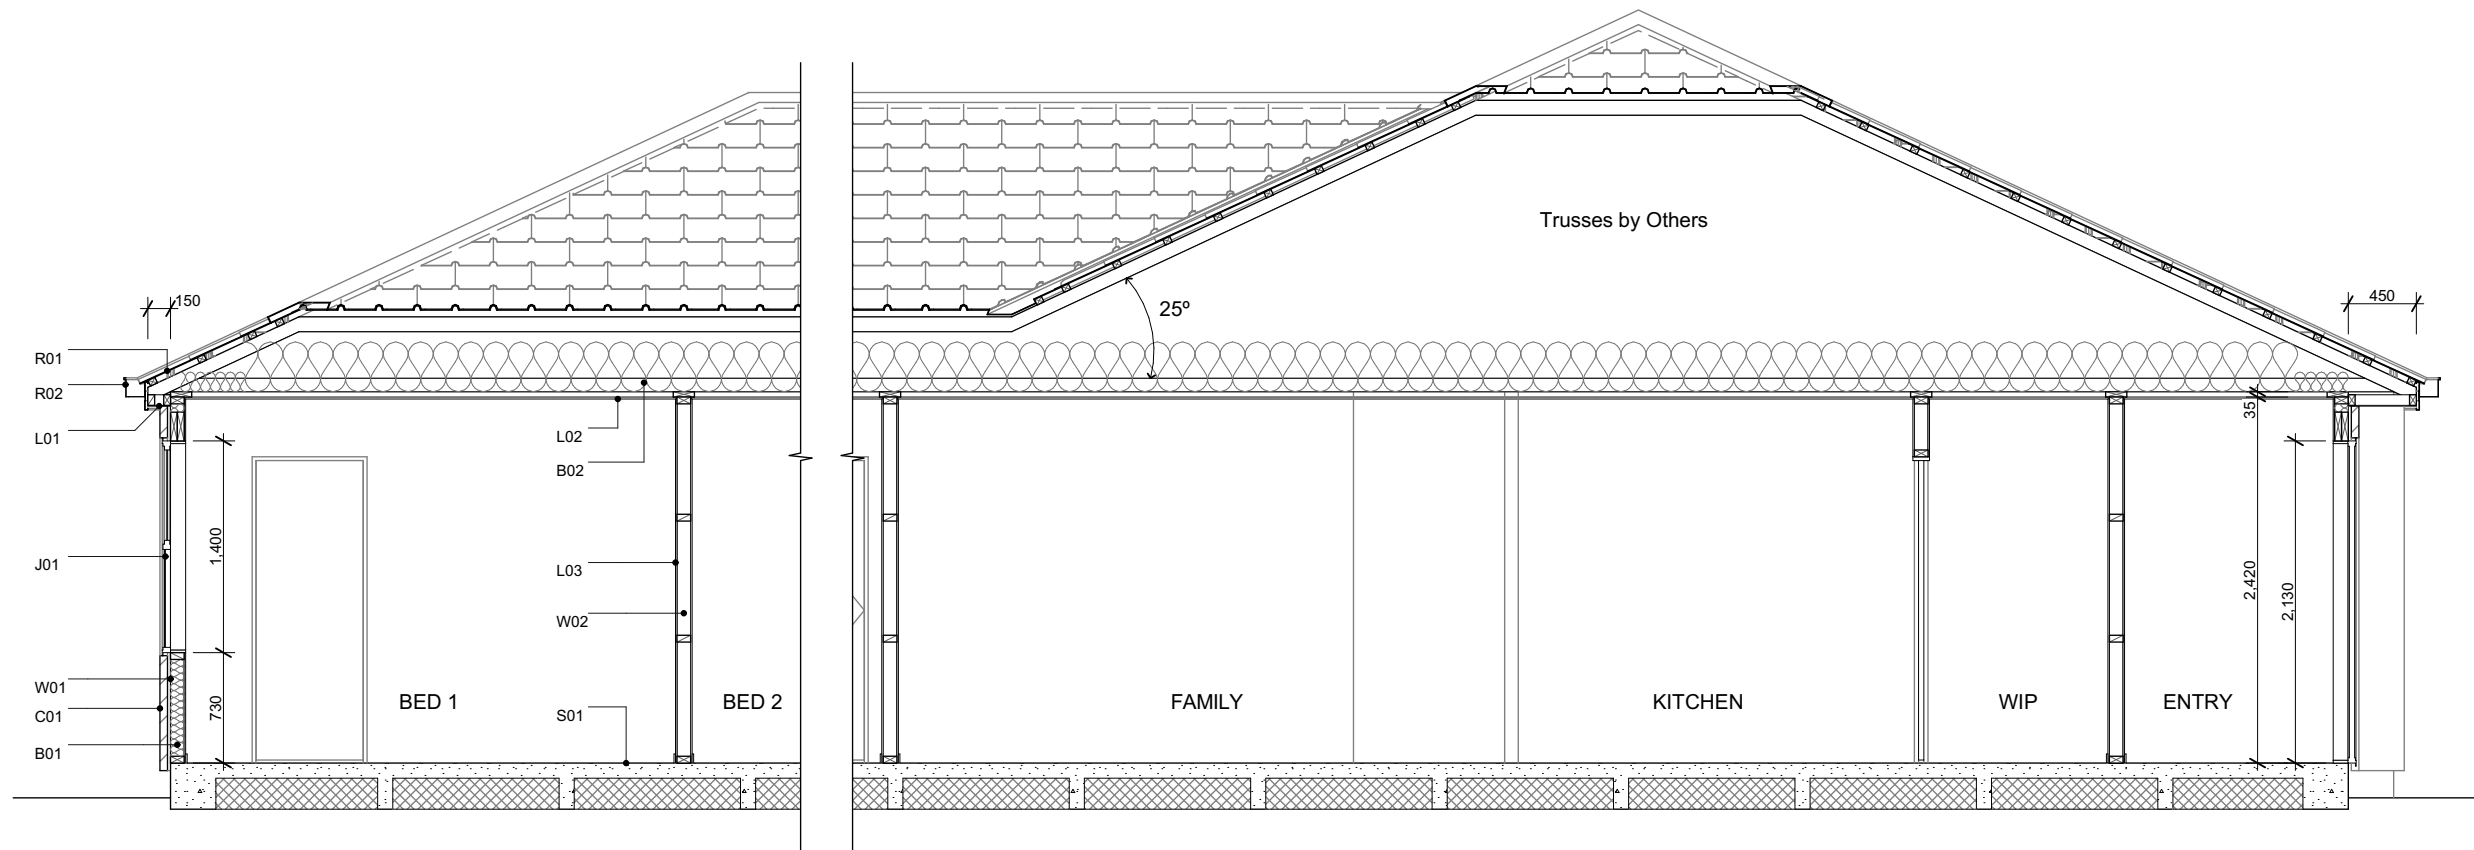 Trusses by Others
25º
150
450
R01
R02
L01
L02
B02
35
1,400
J01
L03
W02
2,420
2,130
W01
C01
B01
730
S01
BED 1
BED 2
FAMILY
KITCHEN
WIP
ENTRY